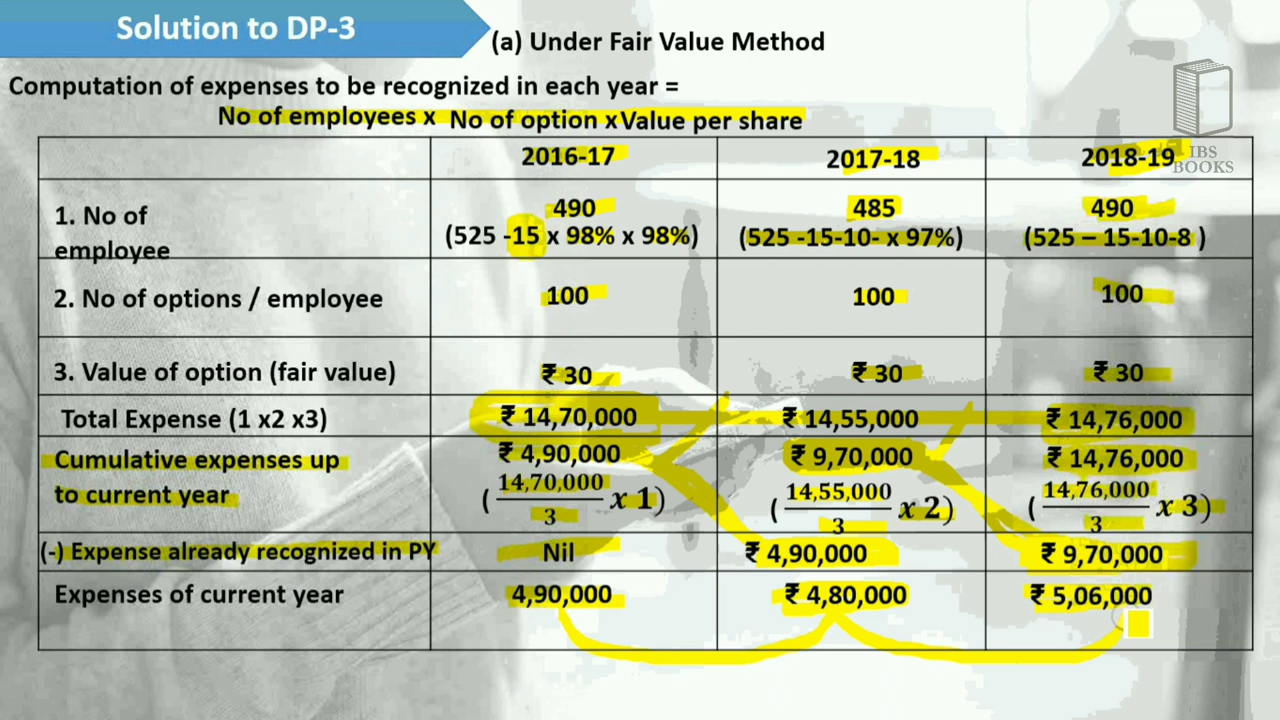 Solution to DP-3
(a) Under Fair Value Method
Computation of expenses to be recognized in each year =
No of employees x No of option x Value per share
IBS
BOOKS
2016-17 2017-18 2018-19
1. No of
employee
490
(525 -15 x 98% x 98%)
485
(525 -15-10- x 97%)
490
(525 – 15-10-8 )
2. No of options / employee 100 100 100
3. Value of option (fair value) ₹ 30 ₹ 30 ₹ 30
Total Expense (1 x2 x3) ₹ 14,70,000 ₹ 14,55,000 ₹ 14,76,000
Cumulative expenses up
to current year
₹ 4,90,000
(14,70,000/3 x 1)
₹ 9,70,000
(14,55,000/3 x 2)
₹ 14,76,000
(14,76,000/3 x 3)
(-) Expense already recognized in PY Nil ₹ 4,90,000 ₹ 9,70,000
Expenses of current year 4,90,000 ₹ 4,80,000 ₹ 5,06,000